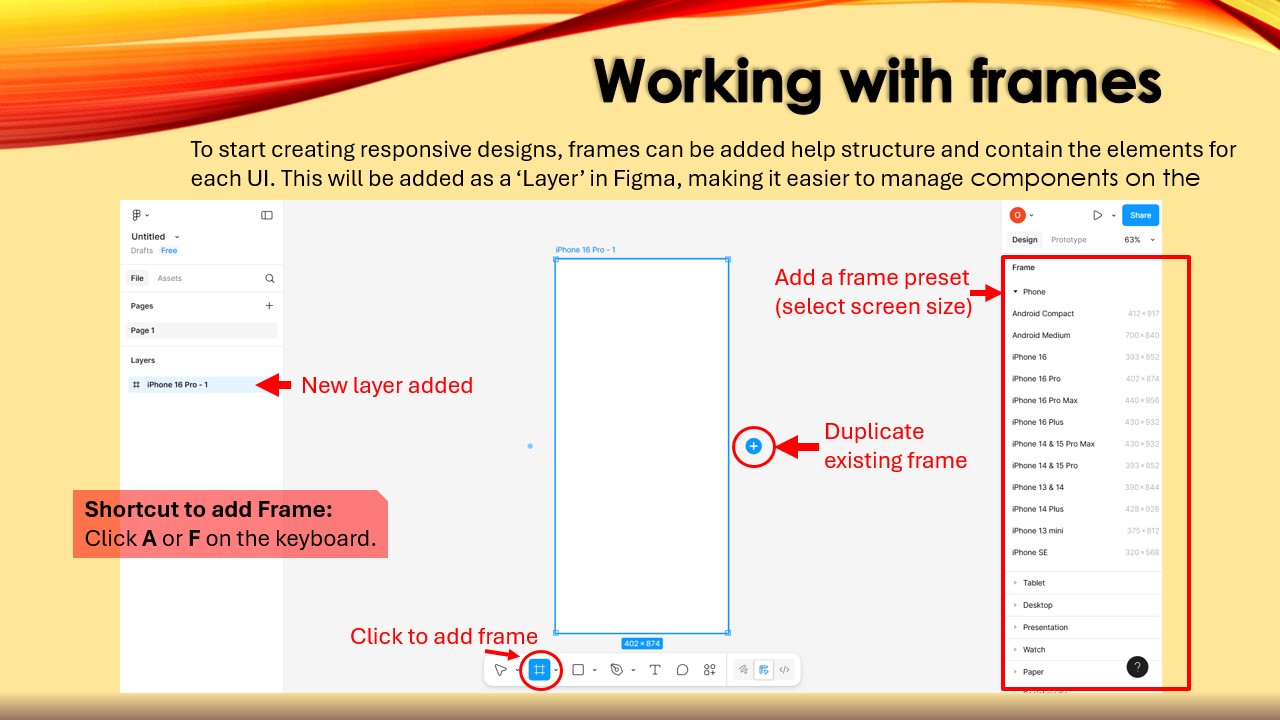 Working with frames
To start creating responsive designs, frames can be added help structure and contain the elements for
each UI. This will be added as a ‘Layer’ in Figma, making it easier to manage components on the
Untitled
Drafts Free
File Assets
Pages
Page 1
Layers
iPhone 16 Pro - 1
New layer added
Shortcut to add Frame:
Click A or F on the keyboard.
iPhone 16 Pro - 1
402 × 874
Click to add frame
Add a frame preset
(select screen size)
Duplicate
existing frame
O
Share
Design Prototype 63%
Frame
Phone
Android Compact 412×917
Android Medium 700×840
iPhone 16 393×852
iPhone 16 Pro 402×874
iPhone 16 Pro Max 440×956
iPhone 16 Plus 430×932
iPhone 14 & 15 Pro Max 430×932
iPhone 14 & 15 Pro 393×852
iPhone 13 & 14 390×844
iPhone 14 Plus 428×926
iPhone 13 mini 375×812
iPhone SE 320×568
Tablet
Desktop
Presentation
Watch
Paper
?